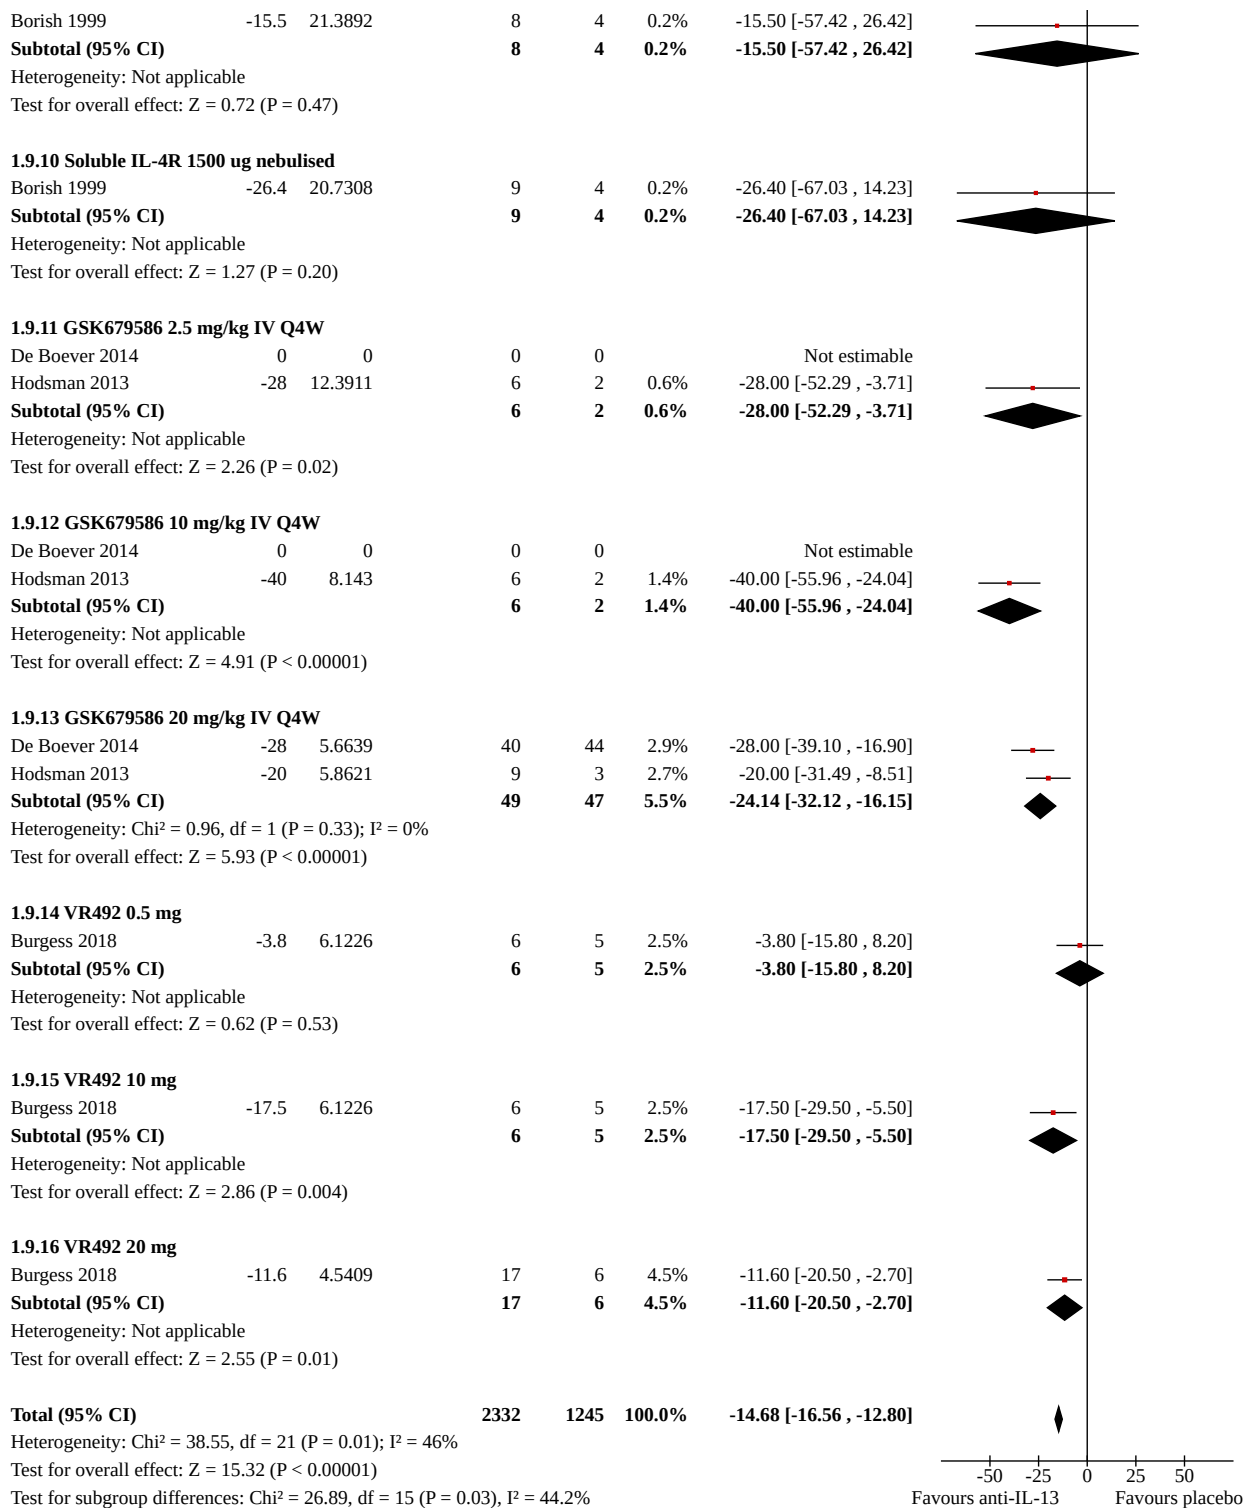 Borish 1999 -15.5 21.3892 8 4 0.2% -15.50 [-57.42 , 26.42]
Subtotal (95% CI) 8 4 0.2% -15.50 [-57.42 , 26.42]
Heterogeneity: Not applicable
Test for overall effect: Z = 0.72 (P = 0.47)
1.9.10 Soluble IL-4R 1500 ug nebulised
Borish 1999 -26.4 20.7308 9 4 0.2% -26.40 [-67.03 , 14.23]
Subtotal (95% CI) 9 4 0.2% -26.40 [-67.03 , 14.23]
Heterogeneity: Not applicable
Test for overall effect: Z = 1.27 (P = 0.20)
1.9.11 GSK679586 2.5 mg/kg IV Q4W
De Boever 2014 0 0 0 0 Not estimable
Hodsman 2013 -28 12.3911 6 2 0.6% -28.00 [-52.29 , -3.71]
Subtotal (95% CI) 6 2 0.6% -28.00 [-52.29 , -3.71]
Heterogeneity: Not applicable
Test for overall effect: Z = 2.26 (P = 0.02)
1.9.12 GSK679586 10 mg/kg IV Q4W
De Boever 2014 0 0 0 0 Not estimable
Hodsman 2013 -40 8.143 6 2 1.4% -40.00 [-55.96 , -24.04]
Subtotal (95% CI) 6 2 1.4% -40.00 [-55.96 , -24.04]
Heterogeneity: Not applicable
Test for overall effect: Z = 4.91 (P < 0.00001)
1.9.13 GSK679586 20 mg/kg IV Q4W
De Boever 2014 -28 5.6639 40 44 2.9% -28.00 [-39.10 , -16.90]
Hodsman 2013 -20 5.8621 9 3 2.7% -20.00 [-31.49 , -8.51]
Subtotal (95% CI) 49 47 5.5% -24.14 [-32.12 , -16.15]
Heterogeneity: Chi² = 0.96, df = 1 (P = 0.33); I² = 0%
Test for overall effect: Z = 5.93 (P < 0.00001)
1.9.14 VR492 0.5 mg
Burgess 2018 -3.8 6.1226 6 5 2.5% -3.80 [-15.80 , 8.20]
Subtotal (95% CI) 6 5 2.5% -3.80 [-15.80 , 8.20]
Heterogeneity: Not applicable
Test for overall effect: Z = 0.62 (P = 0.53)
1.9.15 VR492 10 mg
Burgess 2018 -17.5 6.1226 6 5 2.5% -17.50 [-29.50 , -5.50]
Subtotal (95% CI) 6 5 2.5% -17.50 [-29.50 , -5.50]
Heterogeneity: Not applicable
Test for overall effect: Z = 2.86 (P = 0.004)
1.9.16 VR492 20 mg
Burgess 2018 -11.6 4.5409 17 6 4.5% -11.60 [-20.50 , -2.70]
Subtotal (95% CI) 17 6 4.5% -11.60 [-20.50 , -2.70]
Heterogeneity: Not applicable
Test for overall effect: Z = 2.55 (P = 0.01)
Total (95% CI) 2332 1245 100.0% -14.68 [-16.56 , -12.80]
Heterogeneity: Chi² = 38.55, df = 21 (P = 0.01); I² = 46%
Test for overall effect: Z = 15.32 (P < 0.00001)
-50 -25 0 25 50
Test for subgroup differences: Chi² = 26.89, df = 15 (P = 0.03), I² = 44.2% Favours anti-IL-13 Favours placebo